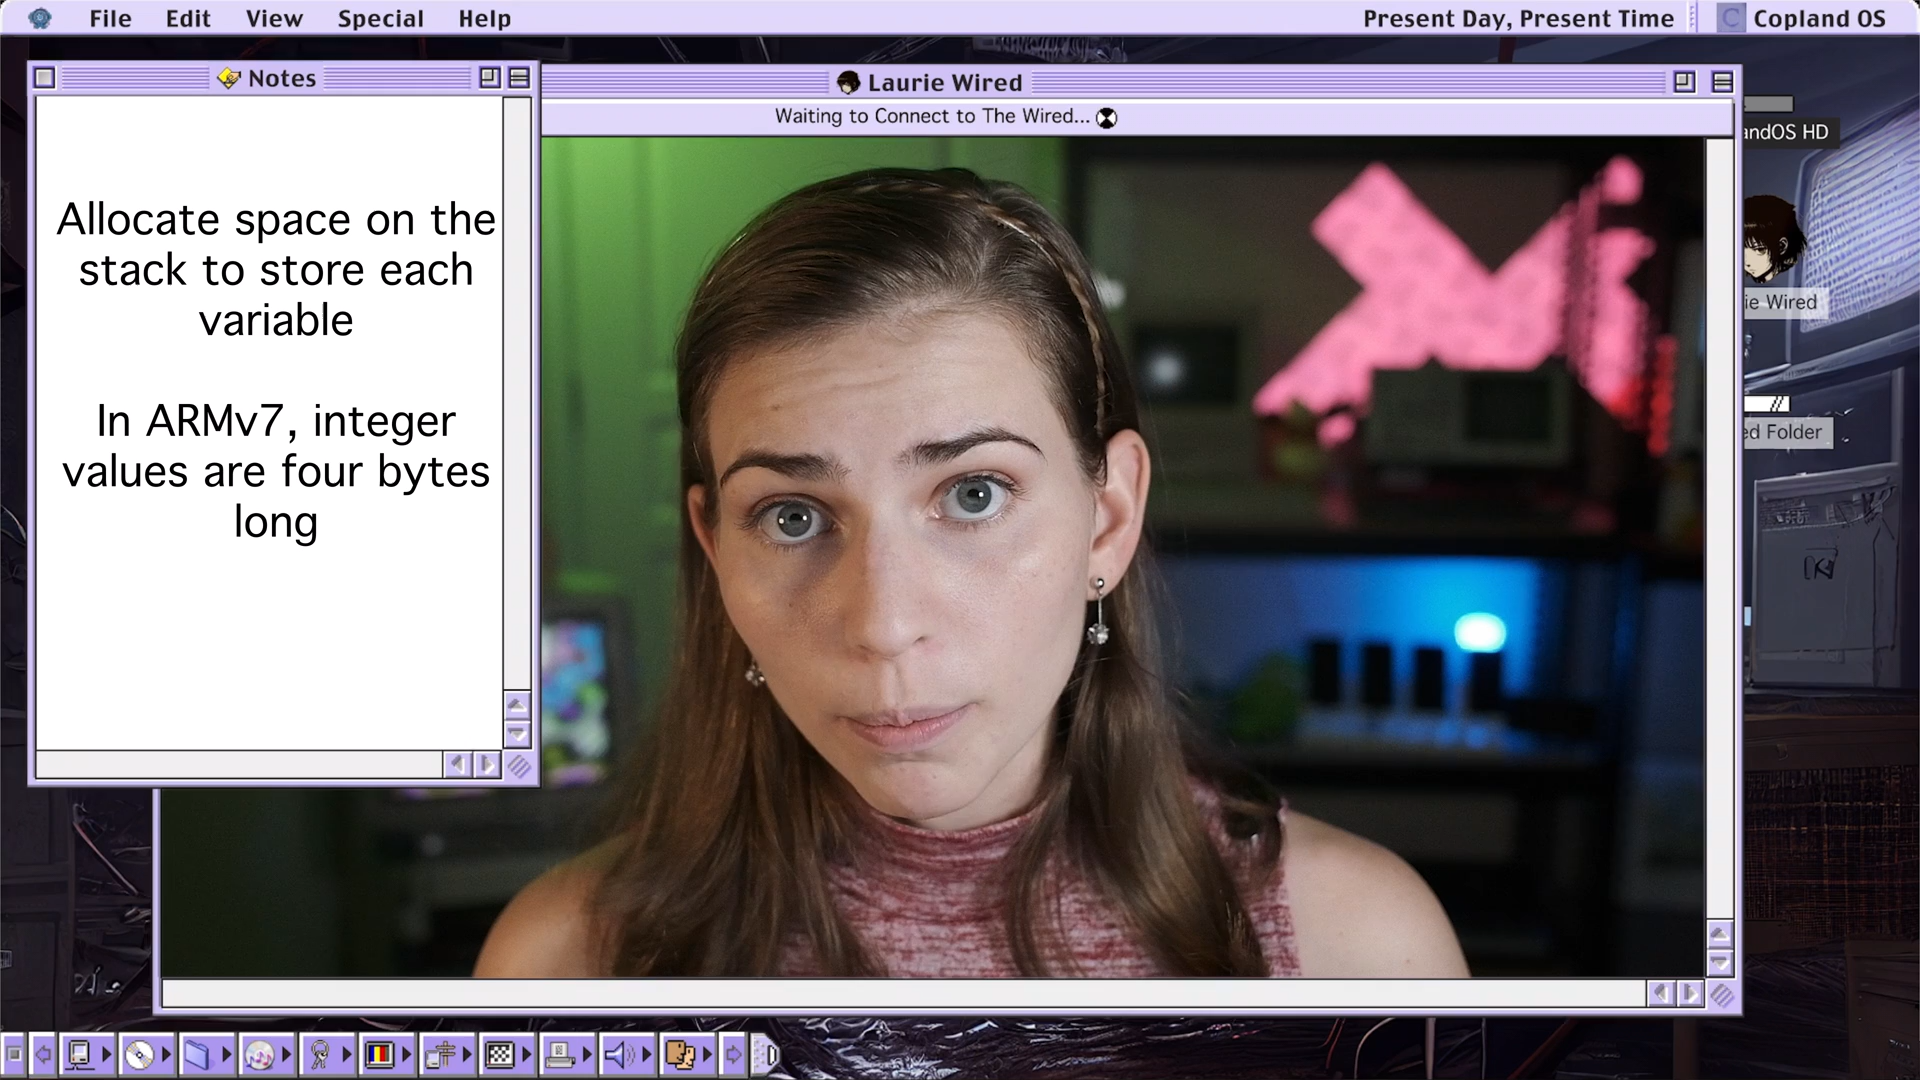 File Edit View Special Help
Present Day, Present Time
Copland OS
Notes
Allocate space on the
stack to store each
variable
In ARMv7, integer
values are four bytes
long
Laurie Wired
Waiting to Connect to The Wired...
andOS HD
ie Wired
ed Folder